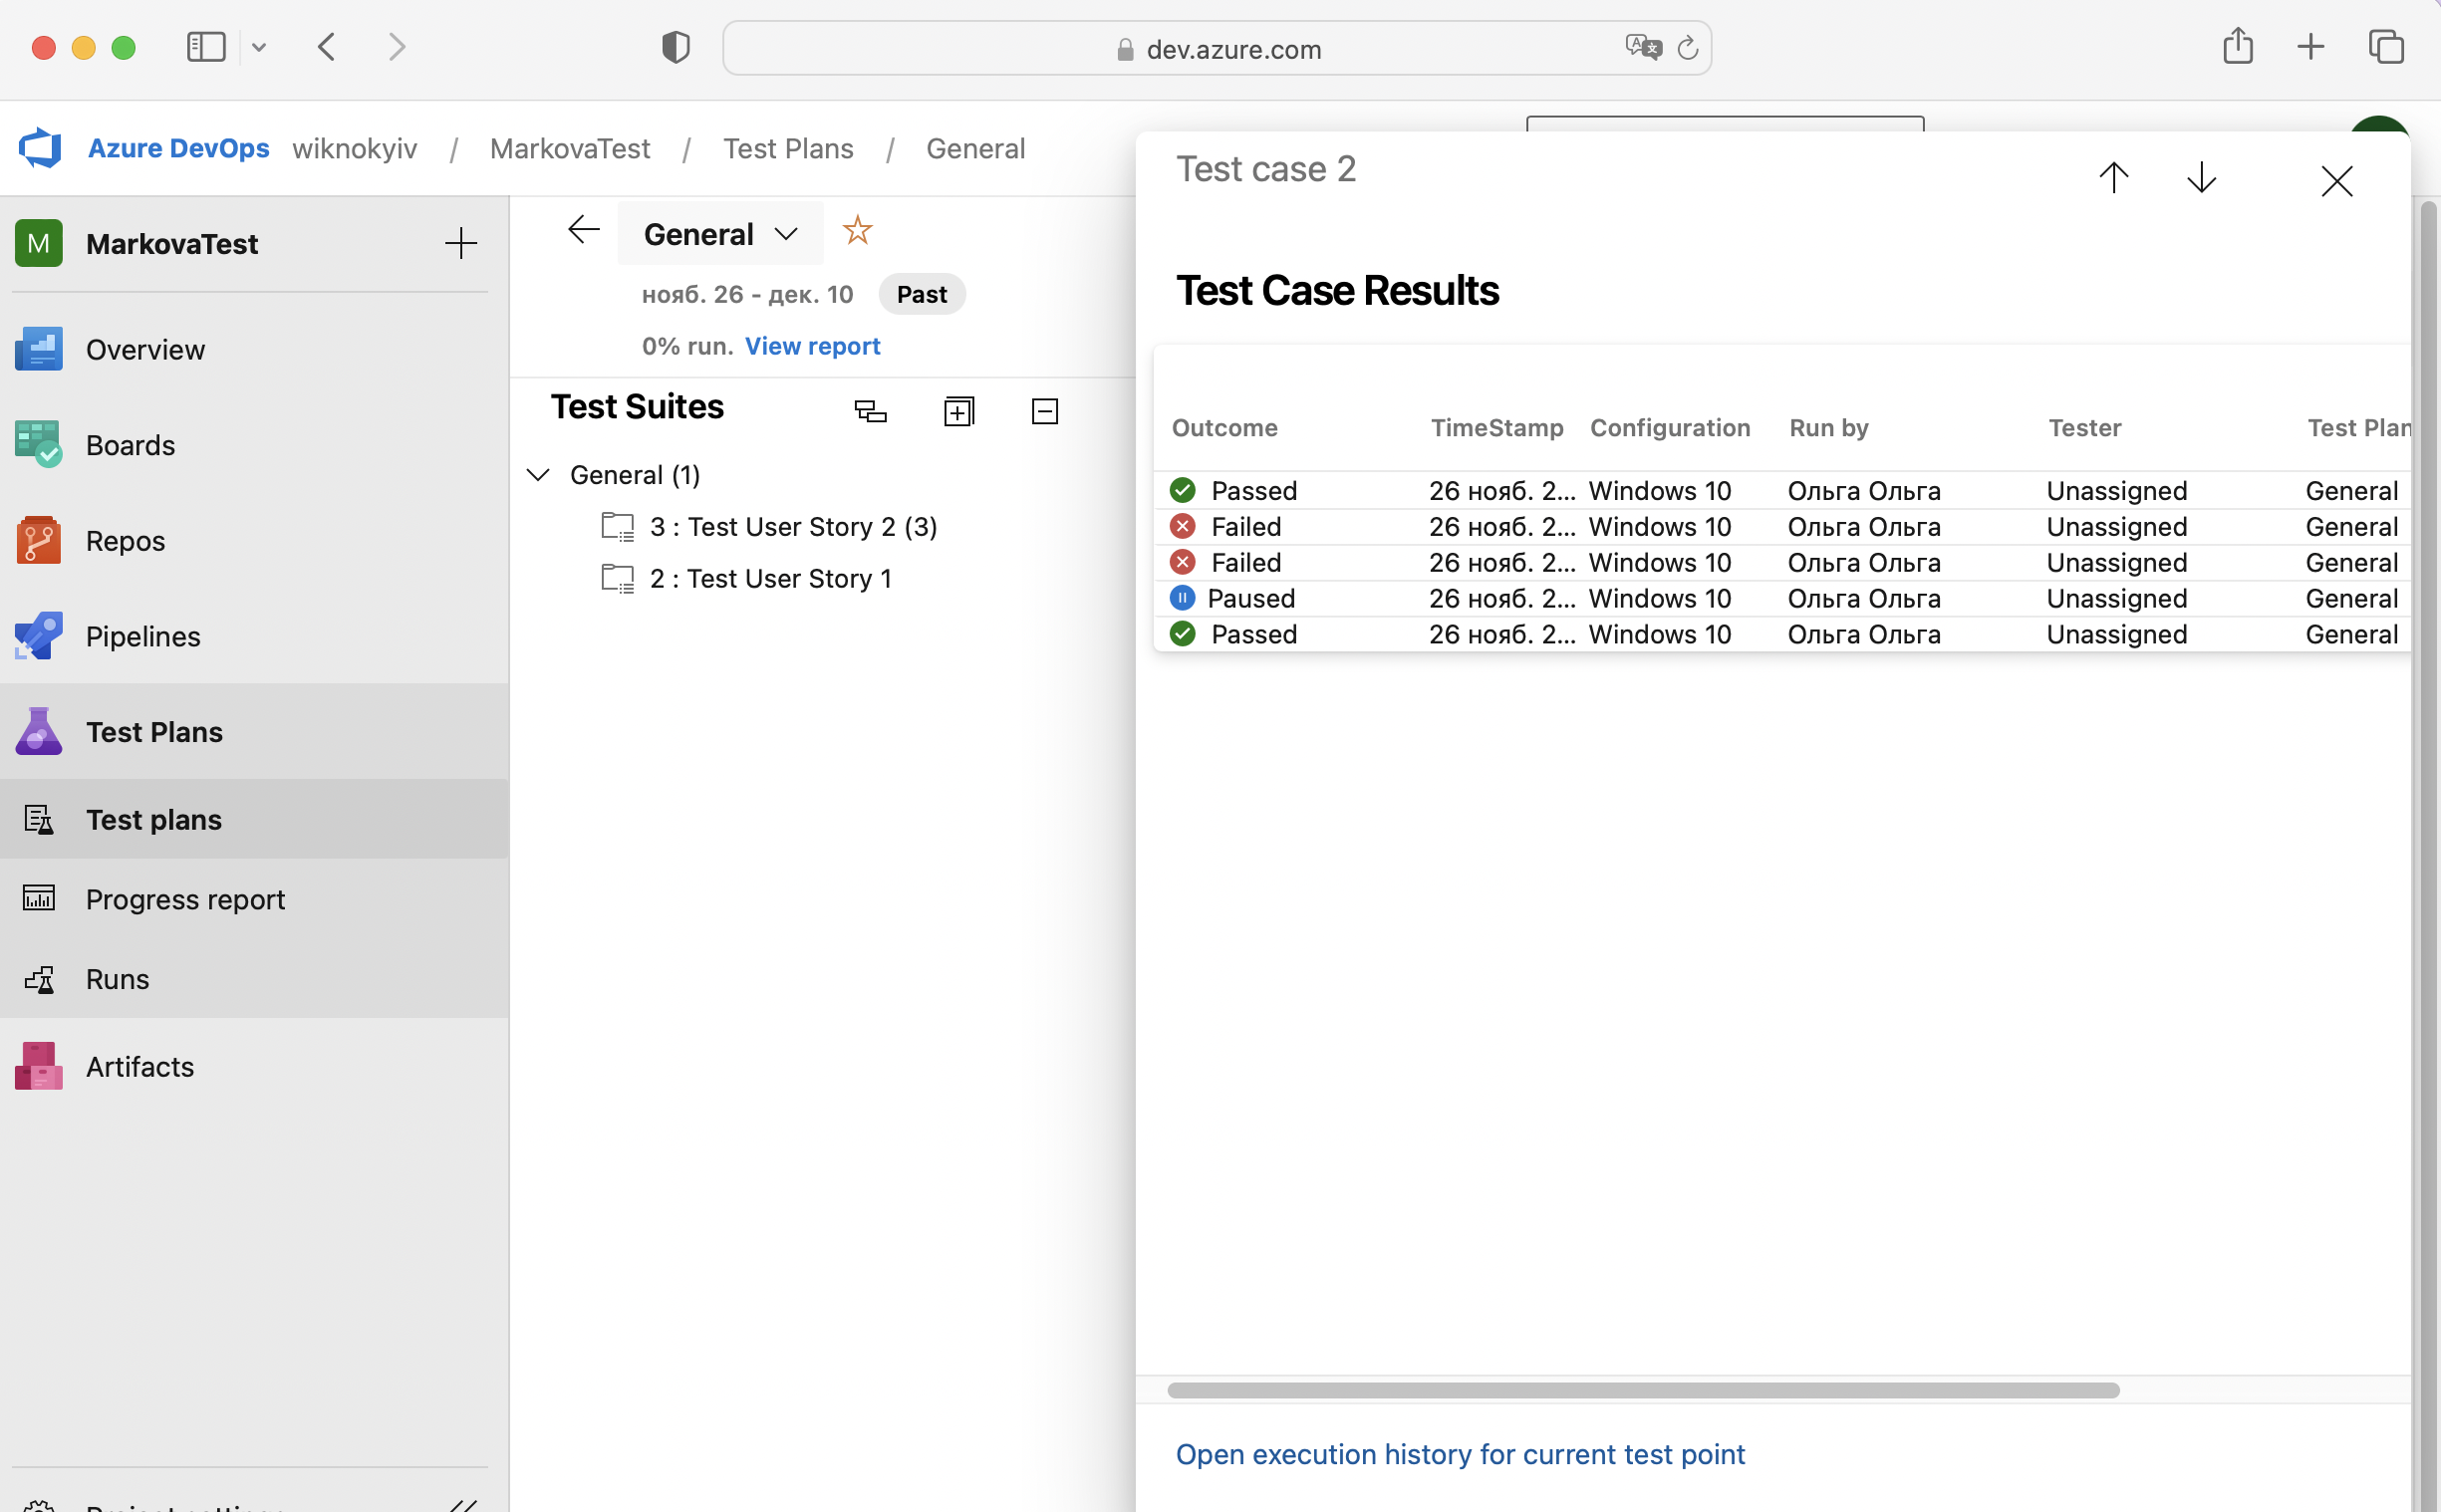 dev.azure.com
Azure DevOps wiknokyiv / MarkovaTest / Test Plans / General
M MarkovaTest
Overview
Boards
Repos
Pipelines
Test Plans
Test plans
Progress report
Runs
Artifacts
General
нояб. 26 - дек. 10 Past
0% run. View report
Test Suites
General (1)
3 : Test User Story 2 (3)
2 : Test User Story 1
Test case 2
Test Case Results
Outcome TimeStamp Configuration Run by Tester Test Plan
Passed 26 нояб. 2... Windows 10 Ольга Ольга Unassigned General
Failed 26 нояб. 2... Windows 10 Ольга Ольга Unassigned General
Failed 26 нояб. 2... Windows 10 Ольга Ольга Unassigned General
Paused 26 нояб. 2... Windows 10 Ольга Ольга Unassigned General
Passed 26 нояб. 2... Windows 10 Ольга Ольга Unassigned General
Open execution history for current test point